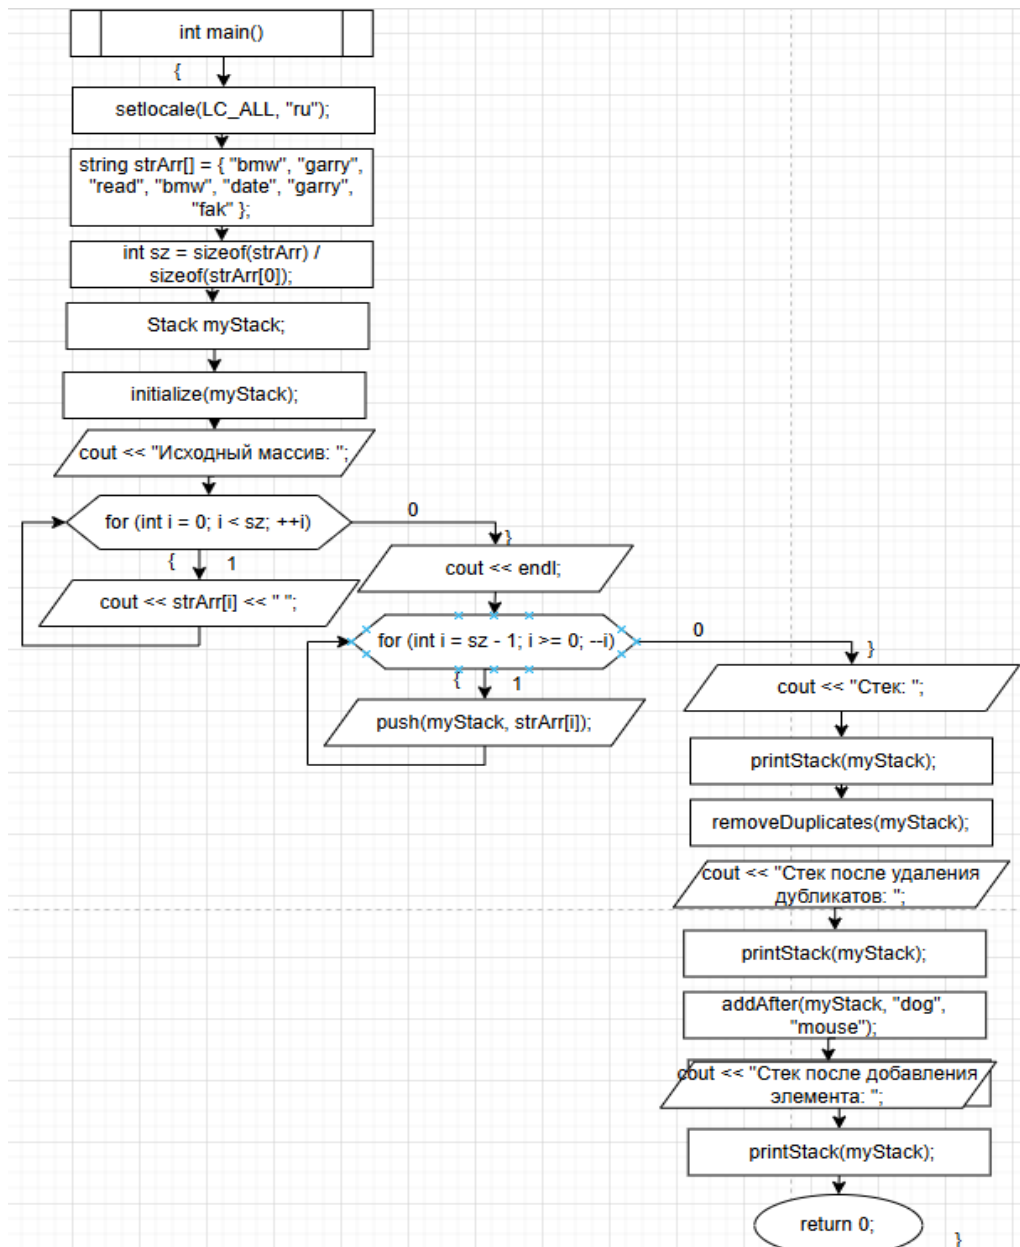 int main()
{
setlocale(LC_ALL, "ru");
string strArr[] = { "bmw", "garry",
"read", "bmw", "date", "garry",
"fak" };
int sz = sizeof(strArr) /
sizeof(strArr[0]);
Stack myStack;
initialize(myStack);
cout << "Исходный массив: ";
for (int i = 0; i < sz; ++i)
0
{
1
}
cout << strArr[i] << " ";
cout << endl;
for (int i = sz - 1; i >= 0; --i)
0
{
1
}
push(myStack, strArr[i]);
cout << "Стек: ";
printStack(myStack);
removeDuplicates(myStack);
cout << "Стек после удаления
дубликатов: ";
printStack(myStack);
addAfter(myStack, "dog",
"mouse");
cout << "Стек после добавления
элемента: ";
printStack(myStack);
return 0;
}